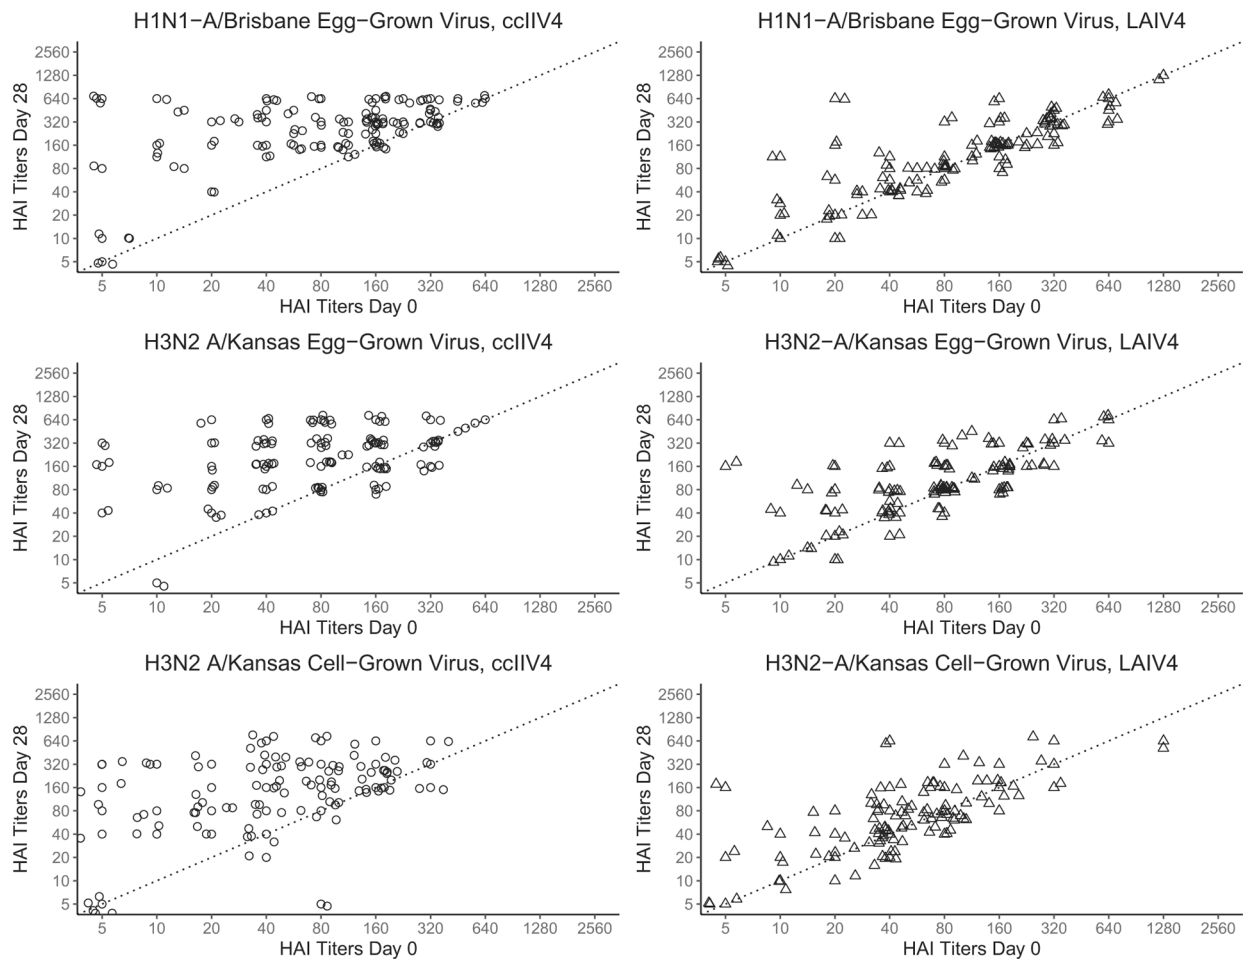 H1N1−A/Brisbane Egg−Grown Virus, ccIIV4
2560
1280
640
320
160
80
40
20
10
5
HAI Titers Day 28
5 10 20 40 80 160 320 640 1280 2560
HAI Titers Day 0
H1N1−A/Brisbane Egg−Grown Virus, LAIV4
2560
1280
640
320
160
80
40
20
10
5
HAI Titers Day 28
5 10 20 40 80 160 320 640 1280 2560
HAI Titers Day 0
H3N2 A/Kansas Egg−Grown Virus, ccIIV4
2560
1280
640
320
160
80
40
20
10
5
HAI Titers Day 28
5 10 20 40 80 160 320 640 1280 2560
HAI Titers Day 0
H3N2−A/Kansas Egg−Grown Virus, LAIV4
2560
1280
640
320
160
80
40
20
10
5
HAI Titers Day 28
5 10 20 40 80 160 320 640 1280 2560
HAI Titers Day 0
H3N2 A/Kansas Cell−Grown Virus, ccIIV4
2560
1280
640
320
160
80
40
20
10
5
HAI Titers Day 28
5 10 20 40 80 160 320 640 1280 2560
HAI Titers Day 0
H3N2−A/Kansas Cell−Grown Virus, LAIV4
2560
1280
640
320
160
80
40
20
10
5
HAI Titers Day 28
5 10 20 40 80 160 320 640 1280 2560
HAI Titers Day 0